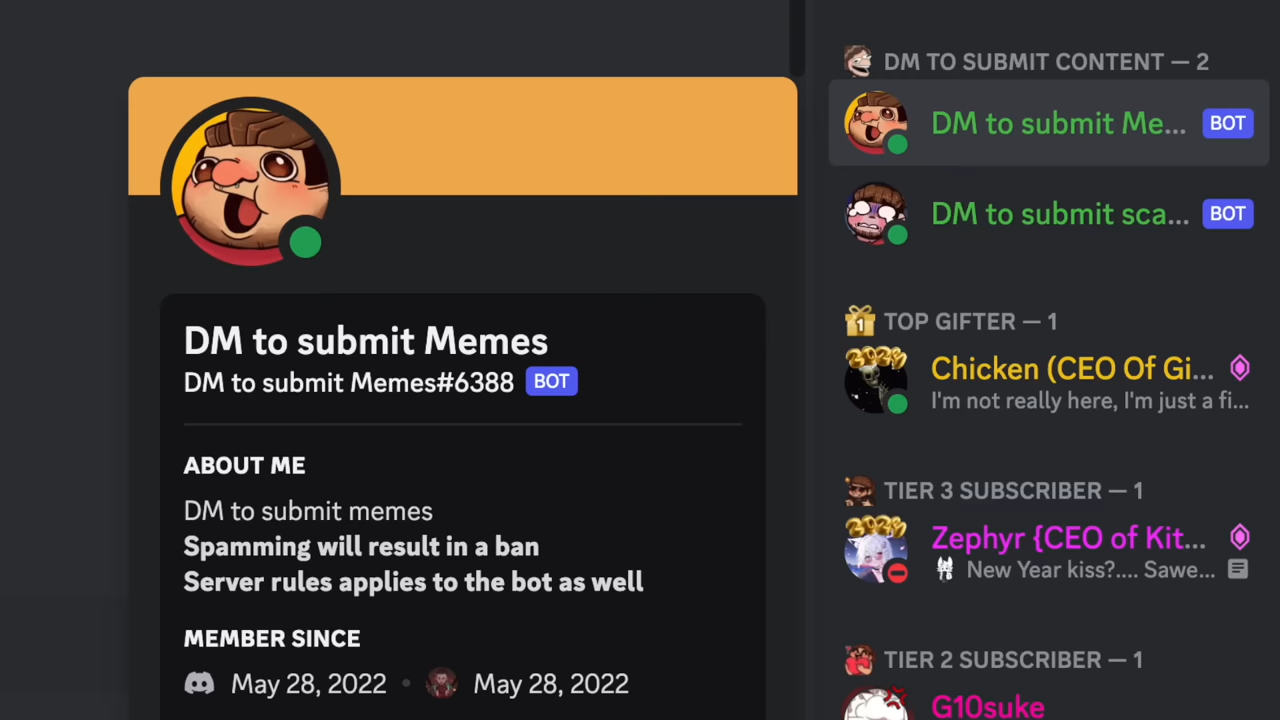 DM to submit Memes
DM to submit Memes#6388 BOT
ABOUT ME
DM to submit memes
Spamming will result in a ban
Server rules applies to the bot as well
MEMBER SINCE
May 28, 2022 • May 28, 2022
DM TO SUBMIT CONTENT — 2
DM to submit Me... BOT
DM to submit sca... BOT
TOP GIFTER — 1
Chicken (CEO Of Gi...
I'm not really here, I'm just a fi...
TIER 3 SUBSCRIBER — 1
Zephyr {CEO of Kit...
New Year kiss?.... Sawe...
TIER 2 SUBSCRIBER — 1
G10suke